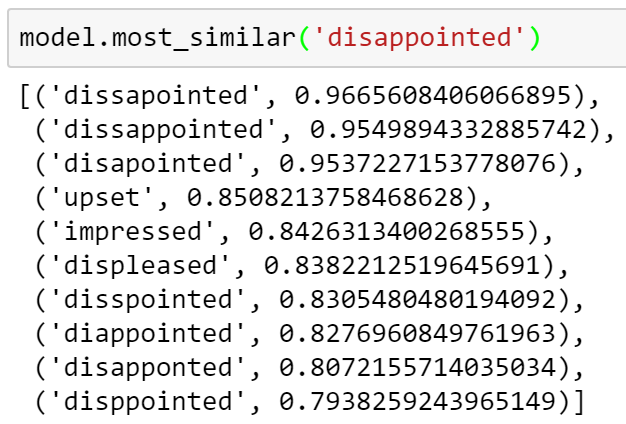 model.most_similar('disappointed')
[('dissapointed', 0.9665608406066895),
('dissappointed', 0.9549894332885742),
('disapointed', 0.9537227153778076),
('upset', 0.8508213758468628),
('impressed', 0.8426313400268555),
('displeased', 0.8382212519645691),
('disspointed', 0.8305480480194092),
('diappointed', 0.8276960849761963),
('disapponted', 0.8072155714035034),
('disppointed', 0.7938259243965149)]